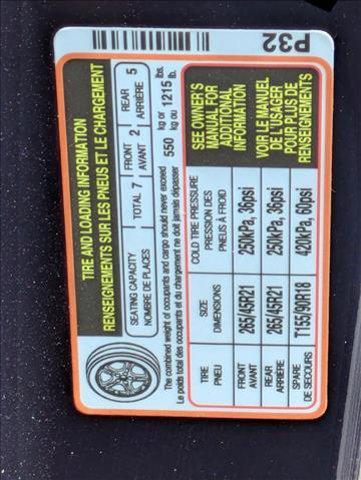 P32
TIRE AND LOADING INFORMATION
RENSEIGNEMENTS SUR LES PNEUS ET LE CHARGEMENT
SEATING CAPACITY
NOMBRE DE PLACES
TOTAL 7
FRONT
AVANT
2
REAR
ARRIÈRE
5
The combined weight of occupants and cargo should never exceed
Le poids total des occupants et du chargement ne doit jamais dépasser
550 kg or kg ou 1215 lbs. lb.
TIRE
PNEU
SIZE
DIMENSIONS
COLD TIRE PRESSURE
PRESSION DES
PNEUS À FROID
FRONT
AVANT
265/45R21
250kPa, 36psi
REAR
ARRIÈRE
265/45R21
250kPa, 36psi
SPARE
DE SECOURS
T155/90R18
420kPa, 60psi
SEE OWNER'S
MANUAL FOR
ADDITIONAL
INFORMATION
VOIR LE MANUEL
DE L'USAGER
POUR PLUS DE
RENSEIGNEMENTS